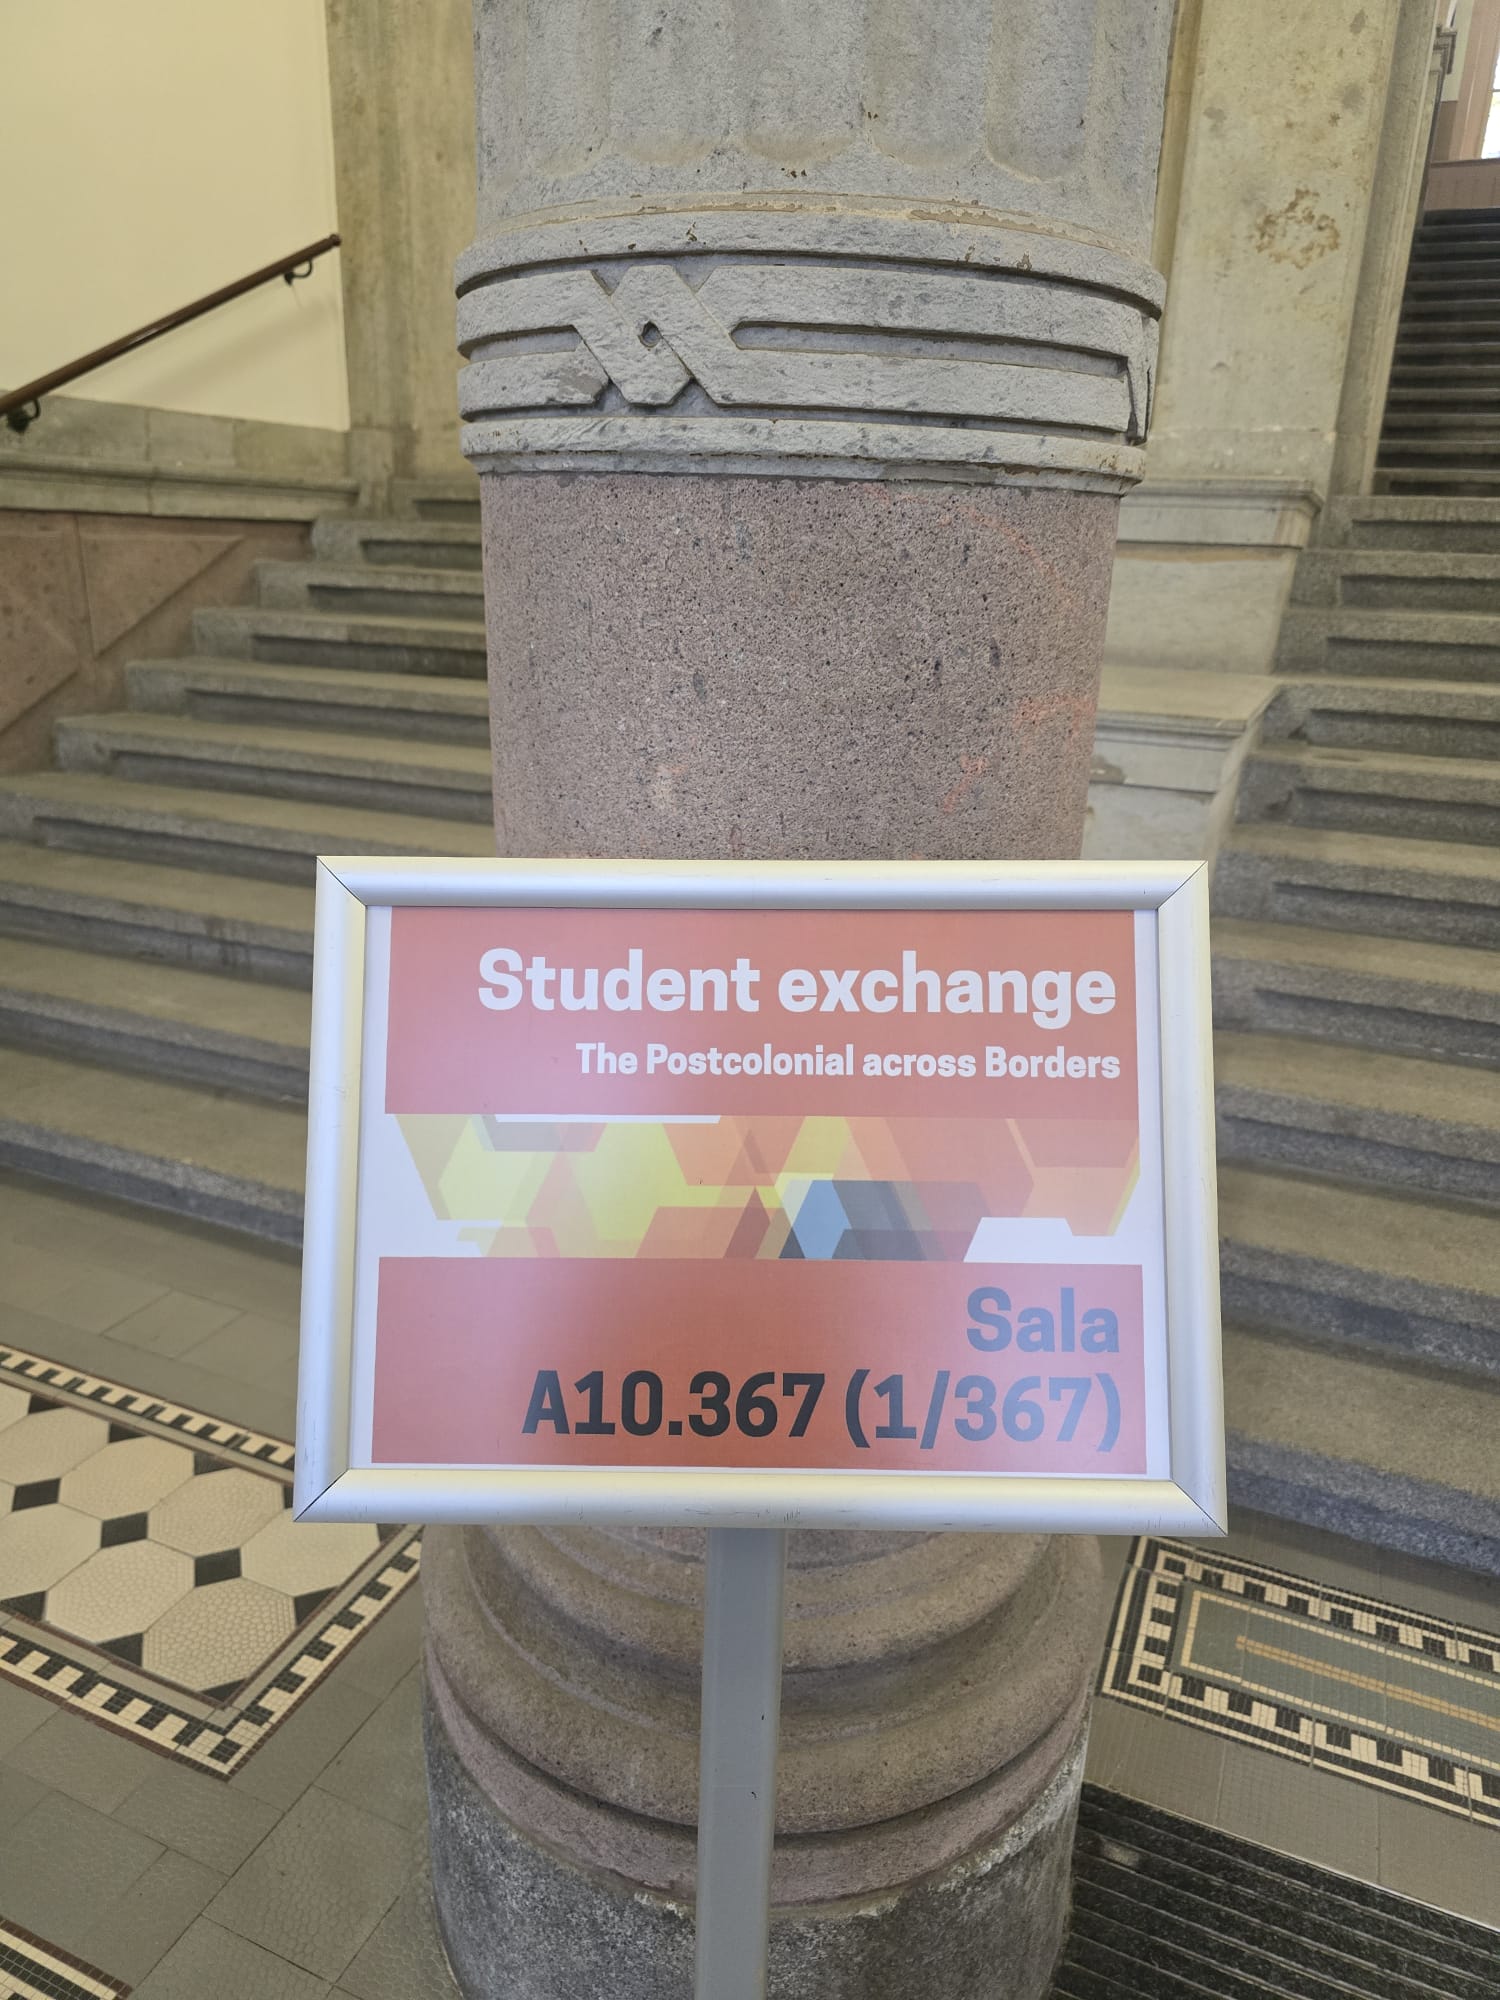 Student exchange
The Postcolonial across Borders
Sala
A10.367 (1/367)